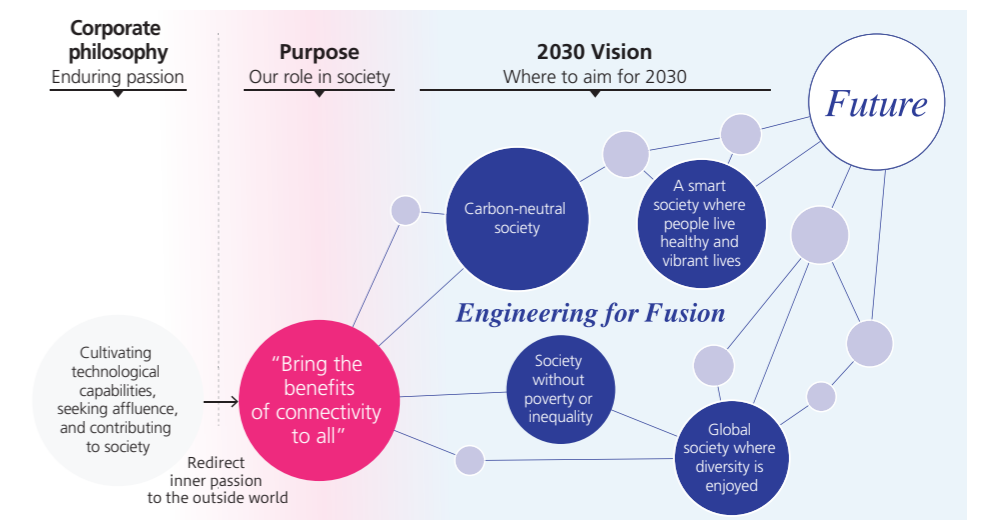 Corporate
philosophy
Enduring passion
Purpose
Our role in society
2030 Vision
Where to aim for 2030
Future
Carbon-neutral
society
A smart
society where
people live
healthy and
vibrant lives
Engineering for Fusion
Cultivating
technological
capabilities,
seeking affluence,
and contributing
to society
“Bring the
benefits
of connectivity
to all”
Society
without
poverty or
inequality
Global
society where
diversity is
enjoyed
Redirect
inner passion
to the outside world